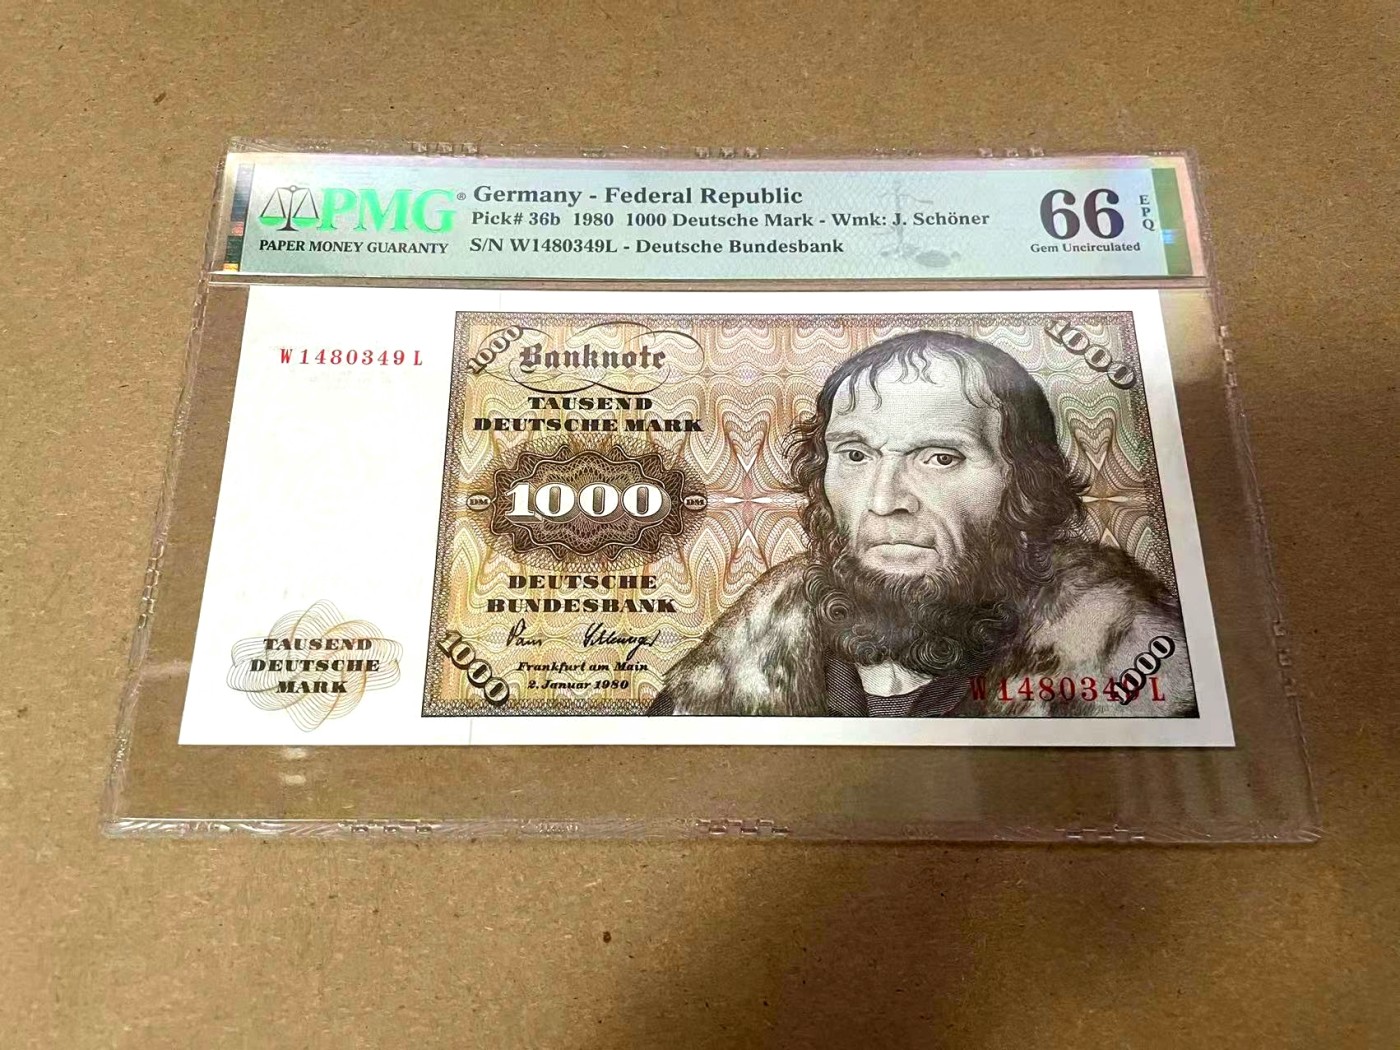 PMG®
PAPER MONEY GUARANTY
Germany - Federal Republic
Pick# 36b 1980 1000 Deutsche Mark - Wmk: J. Schöner
S/N W1480349L - Deutsche Bundesbank
66
EPQ
Gem Uncirculated
W1480349L
1000
Banknote
1000
TAUSEND
DEUTSCHE MARK
DM 1000 DM
DEUTSCHE
BUNDESBANK
Frankfurt am Main
2. Januar 1980
TAUSEND
DEUTSCHE
MARK
1000
W1480349L
1000